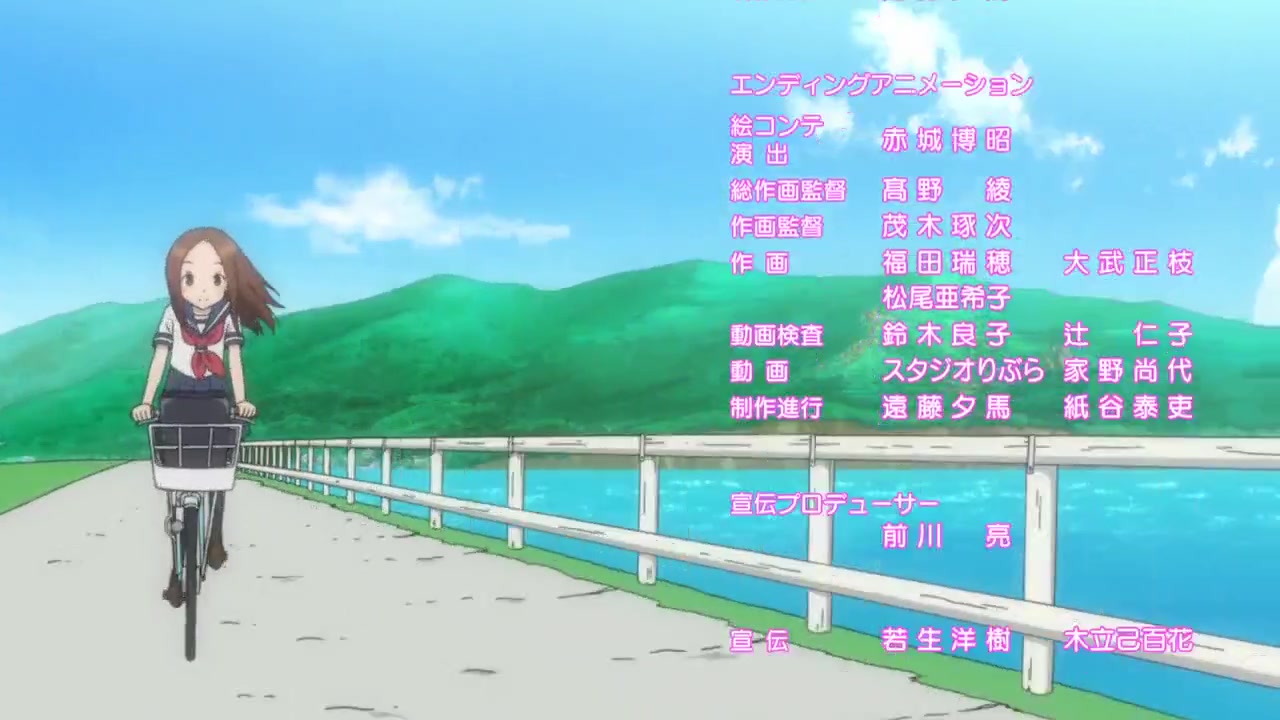 エンディングアニメーション
絵コンテ
演出 赤城博昭
総作画監督 髙野 綾
作画監督 茂木琢次
作画 福田瑞穂 大武正枝
松尾亜希子
動画検査 鈴木良子 辻 仁子
動画 スタジオりぶら 家野尚代
制作進行 遠藤夕馬 紙谷泰吏
宣伝プロデューサー
前川 亮
宣伝 若生洋樹 木立己百花